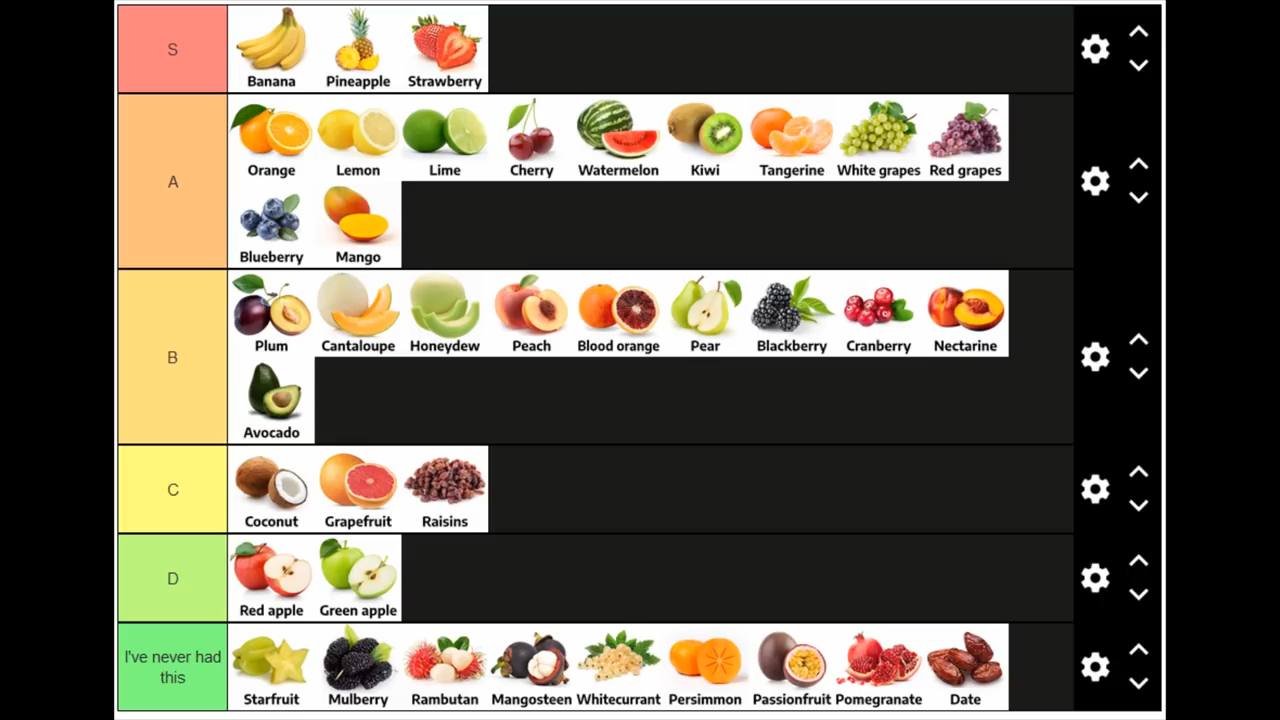 S
Banana Pineapple Strawberry
A
Orange Lemon Lime Cherry Watermelon Kiwi Tangerine White grapes Red grapes
Blueberry Mango
B
Plum Cantaloupe Honeydew Peach Blood orange Pear Blackberry Cranberry Nectarine
Avocado
C
Coconut Grapefruit Raisins
D
Red apple Green apple
I've never had
this
Starfruit Mulberry Rambutan Mangosteen Whitecurrant Persimmon Passionfruit Pomegranate Date